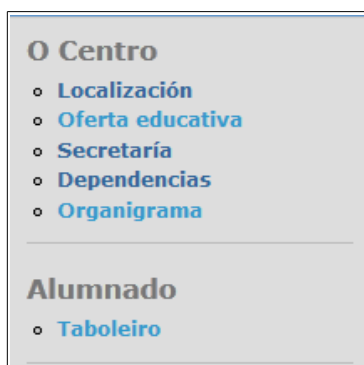 O Centro
Localización
Oferta educativa
Secretaría
Dependencias
Organigrama
Alumnado
Taboleiro